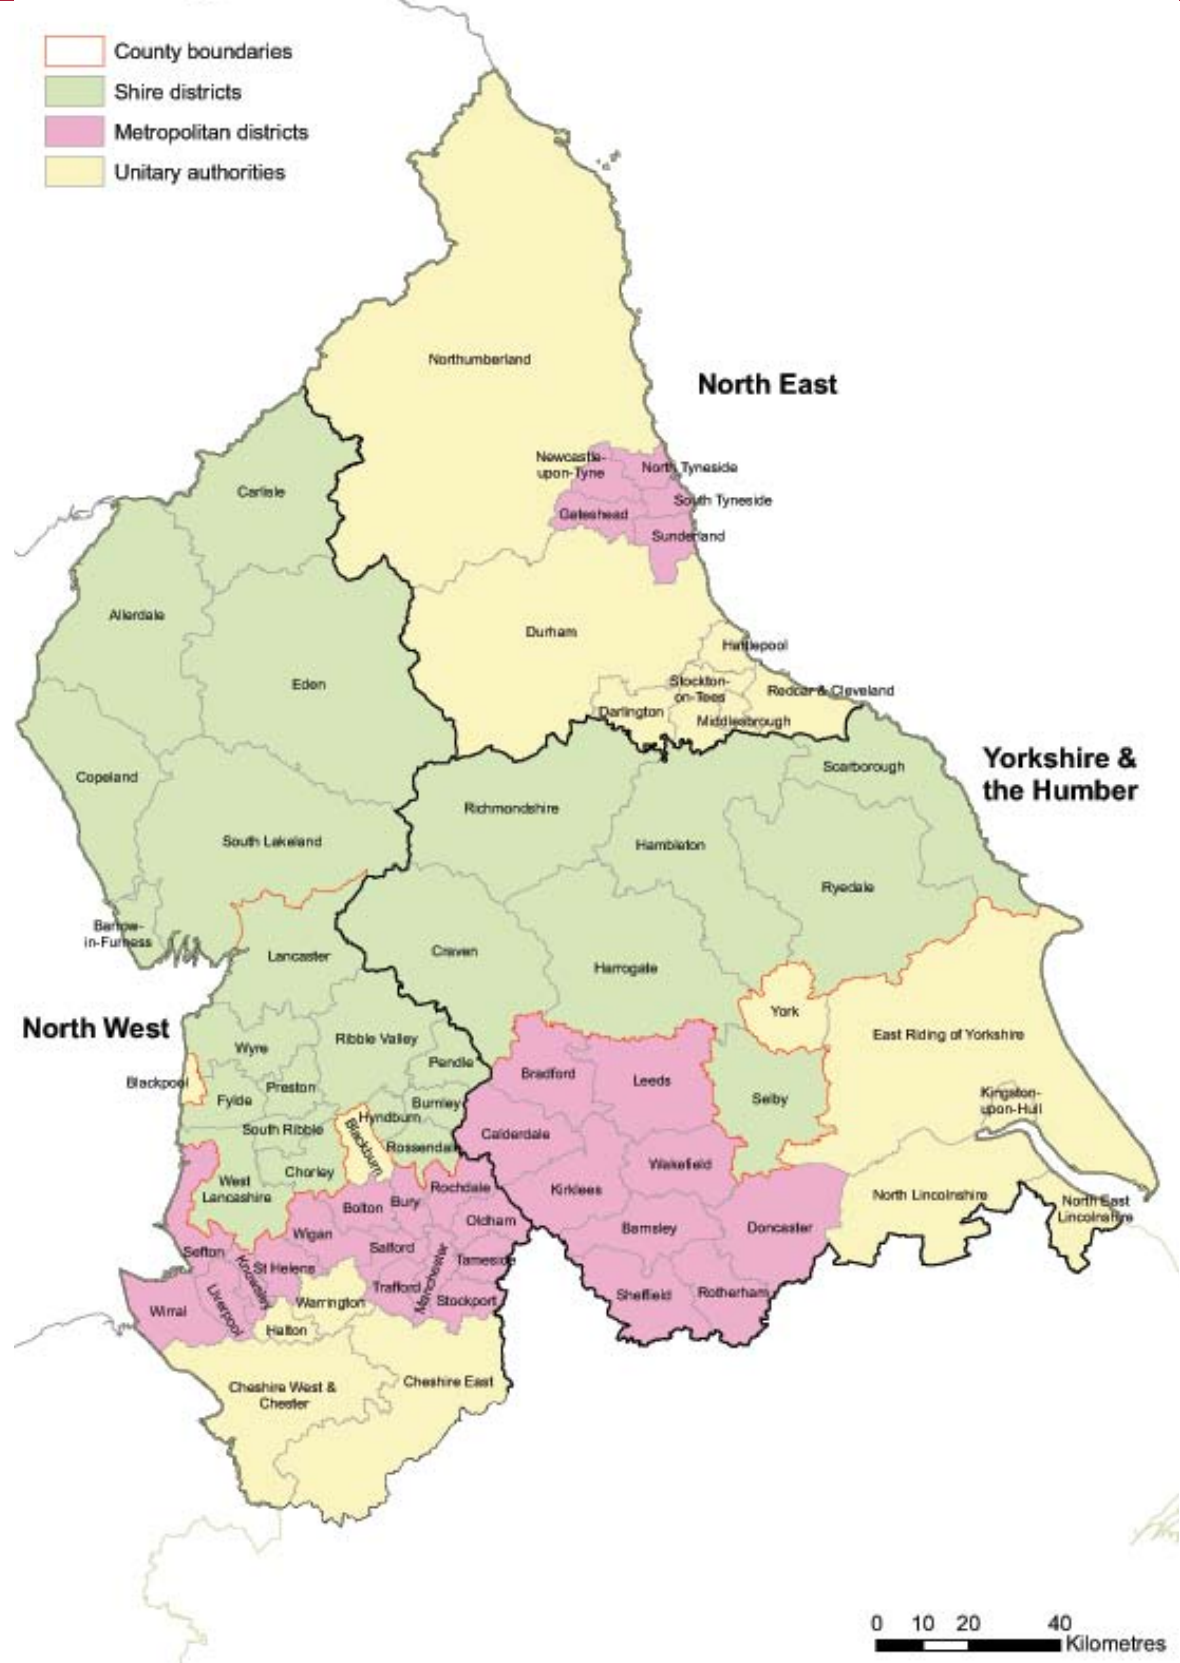 County boundaries
Shire districts
Metropolitan districts
Unitary authorities
Northumberland
North East
Newcastle-
upon-Tyne
North Tyneside
South Tyneside
Gateshead
Sunderland
Carlisle
Allerdale
Durham
Hartlepool
Eden
Stockton-
on-Tees
Redcar & Cleveland
Darlington
Middlesbrough
Copeland
Scarborough
Yorkshire &
the Humber
Richmondshire
South Lakeland
Hambleton
Ryedale
Barrow-
in-Furness
Lancaster
Craven
Harrogate
York
North West
Wyre
Ribble Valley
East Riding of Yorkshire
Pendle
Blackpool
Fylde
Preston
Bradford
Leeds
Selby
Kingston-
upon-Hull
Burnley
Hyndburn
South Ribble
Blackburn
Rossendale
Calderdale
Wakefield
West
Lancashire
Chorley
Rochdale
Bolton
Bury
Kirklees
North Lincolnshire
North East
Lincolnshire
Wigan
Oldham
Barnsley
Doncaster
Sefton
Salford
Knowsley
St Helens
Manchester
Tameside
Trafford
Wirral
Liverpool
Warrington
Stockport
Sheffield
Rotherham
Halton
Cheshire West &
Chester
Cheshire East
0 10 20 40
Kilometres